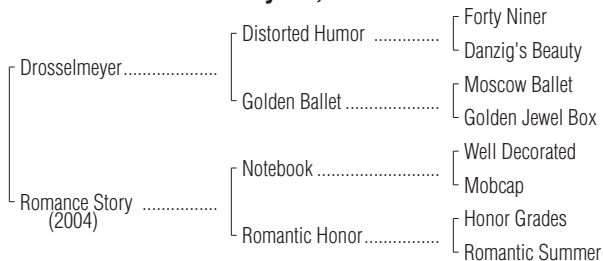 Forty Niner
Distorted Humor ..............
Danzig's Beauty
Drosselmeyer.....................
Moscow Ballet
Golden Ballet .....................
Golden Jewel Box
Well Decorated
Notebook ...........................
Mobcap
Romance Story .................
(2004)
Honor Grades
Romantic Honor.................
Romantic Summer